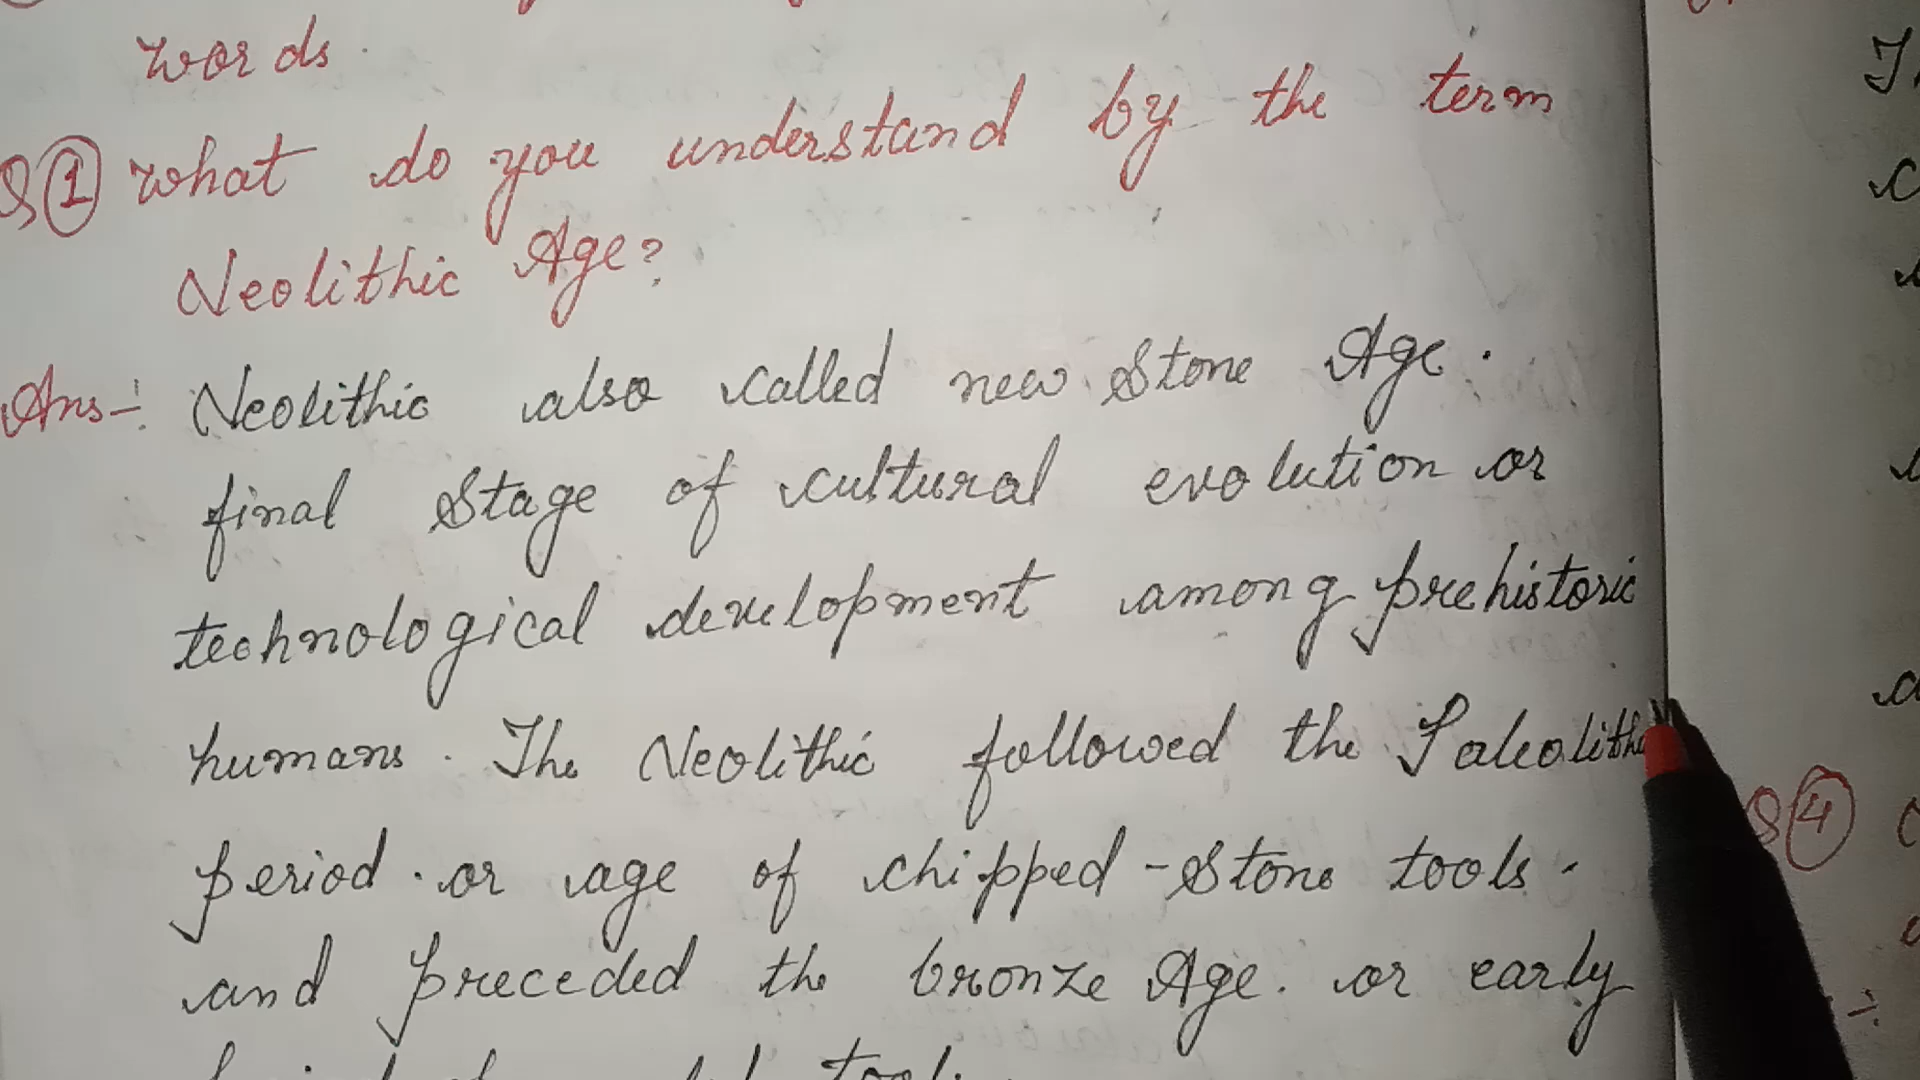 words.
Q① What do you understand by the term
Neolithic Age?
Ans-: Neolithic also called new Stone Age.
final Stage of cultural evolution or
technological development among prehistoric
humans. The Neolithic followed the
period. or age of chipped-Stone tools.
and preceded the bronze Age. or early
Q④